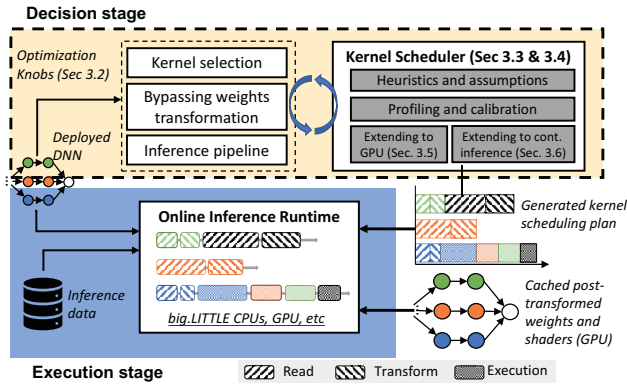 Decision stage
Optimization
Knobs (Sec 3.2)
Kernel selection
Bypassing weights
transformation
Inference pipeline
Kernel Scheduler (Sec 3.3 & 3.4)
Heuristics and assumptions
Profiling and calibration
Extending to
GPU (Sec. 3.5)
Extending to cont.
inference (Sec. 3.6)
Deployed
DNN
Online Inference Runtime
big.LITTLE CPUs, GPU, etc
Inference
data
Generated kernel
scheduling plan
Cached post-
transformed
weights and
shaders (GPU)
Execution stage
Read
Transform
Execution